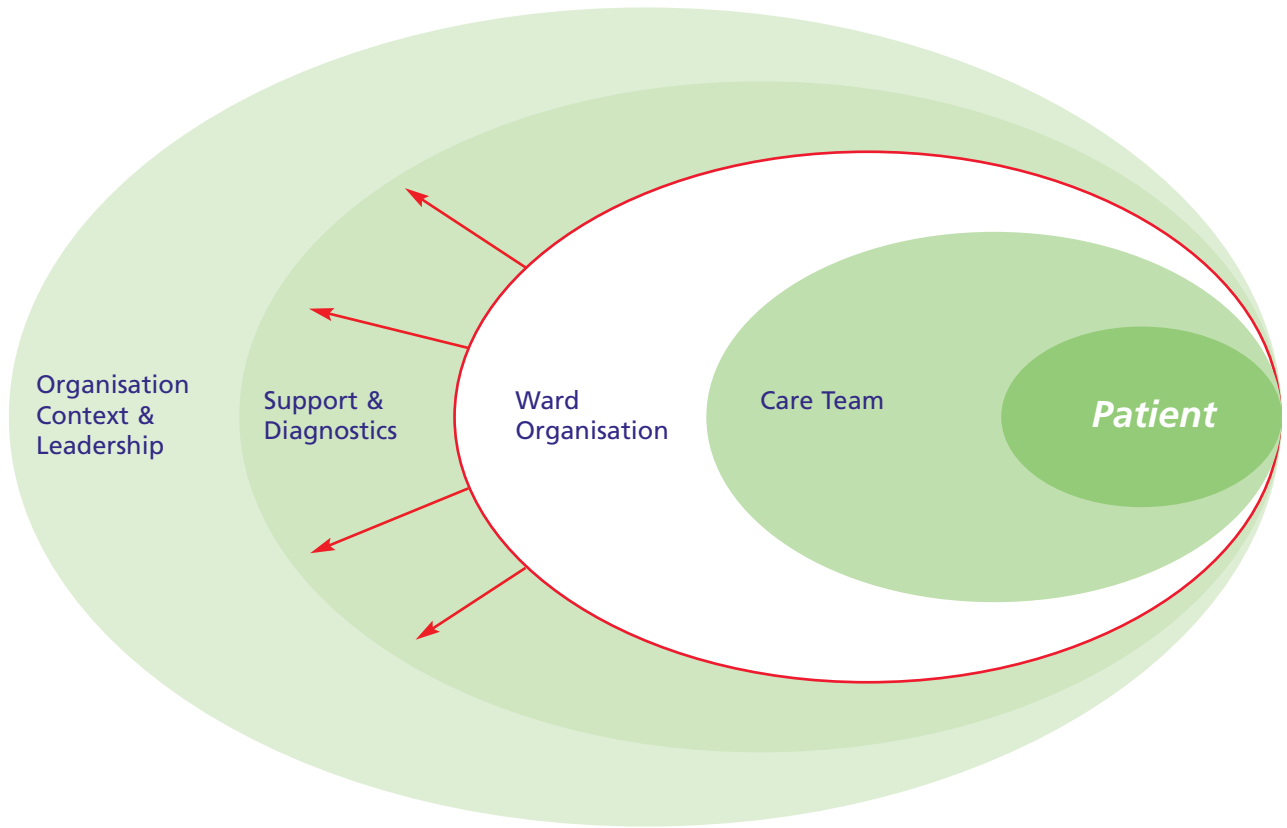 Organisation
Context &
Leadership
Support &
Diagnostics
Ward
Organisation
Care Team
Patient